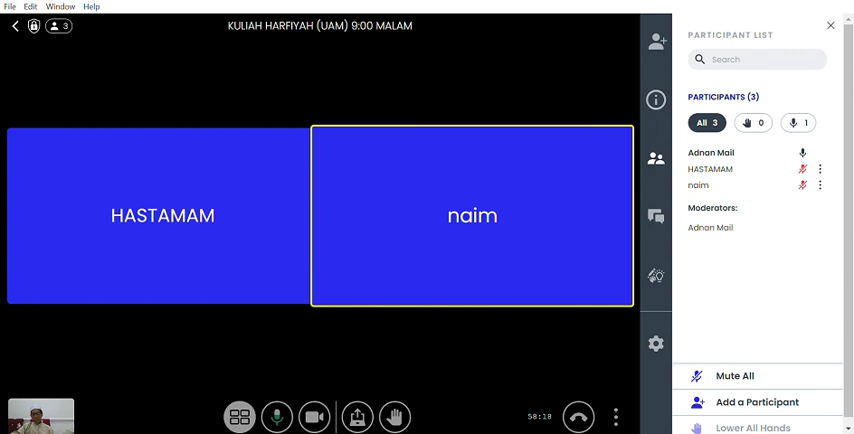 File Edit Window Help
3
KULIAH HARFIYAH (UAM) 9:00 MALAM
HASTAMAM
naim
58:18
PARTICIPANT LIST
Search
PARTICIPANTS (3)
All 3 0 1
Adnan Mail
HASTAMAM
naim
Moderators:
Adnan Mail
Mute All
Add a Participant
Lower All Hands